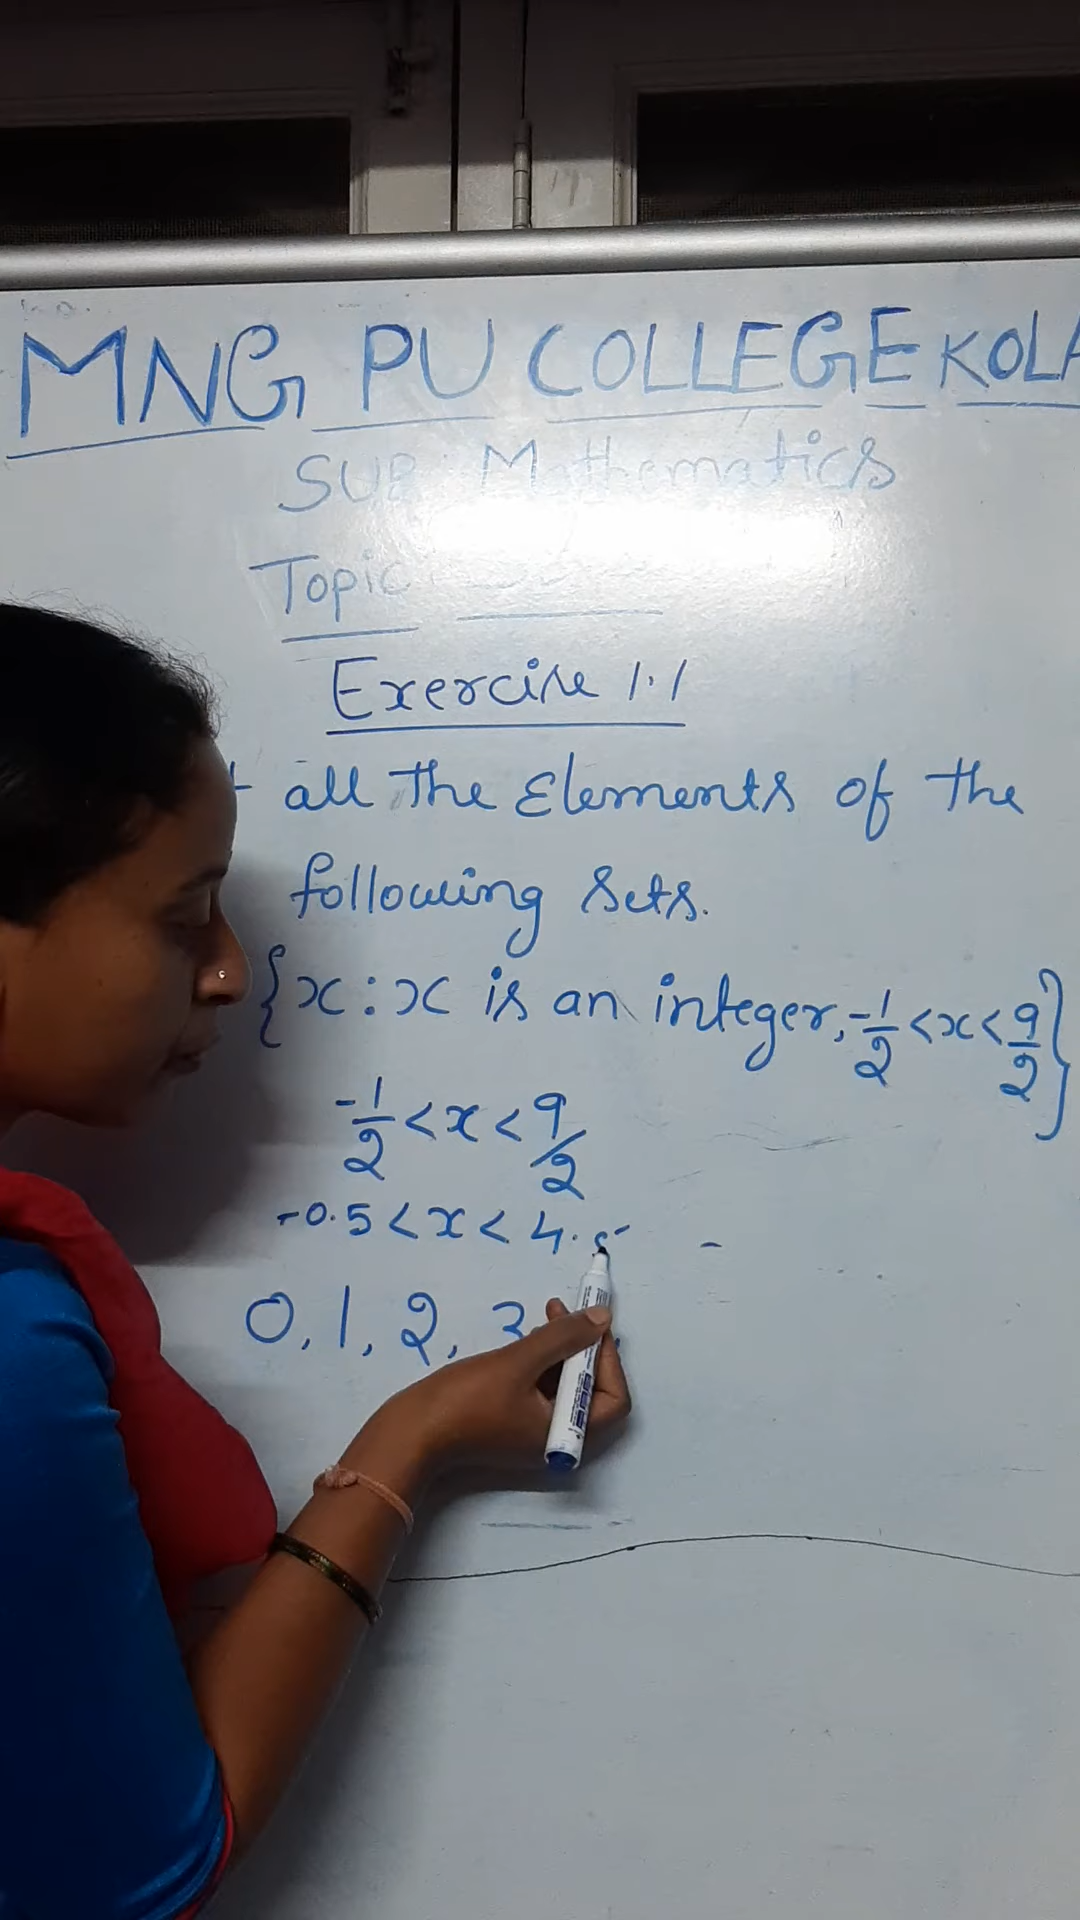 MNG PU COLLEGE KOLA
SUB: Mathematics
Topic
Exercise 1.1
all the Elements of the
following sets.
{x : x is an integer, -1/2 < x < 9/2}
-1/2 < x < 9/2
-0.5 < x < 4.5
0, 1, 2, 3